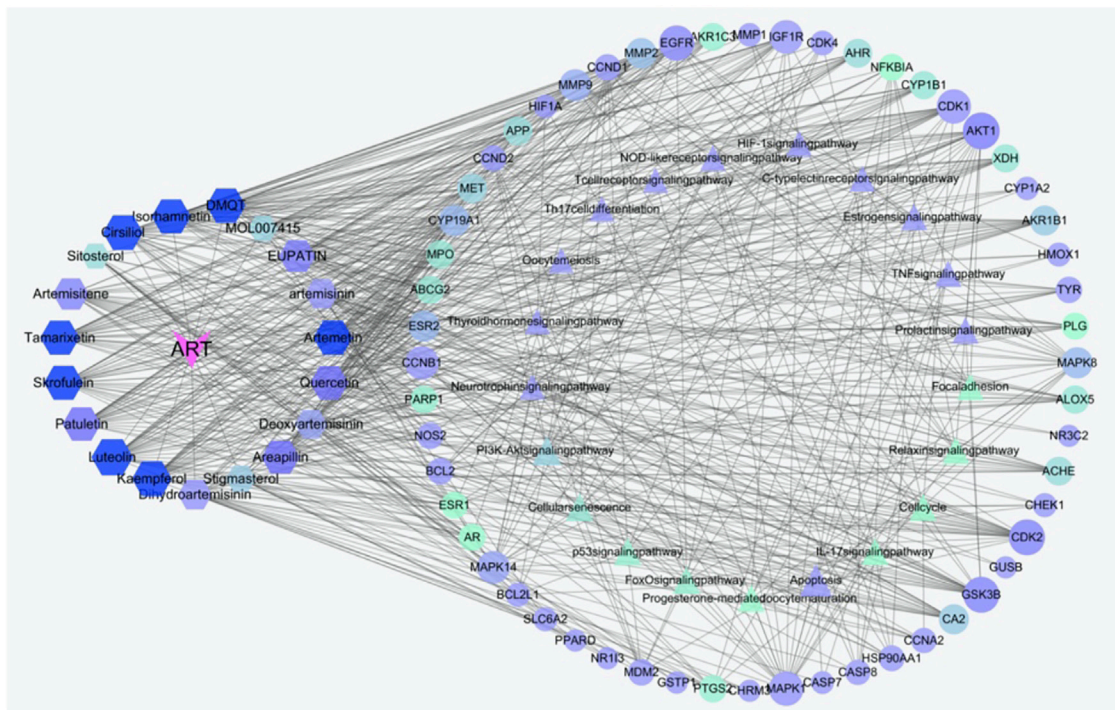 AKR1C3
MMP1
IGF1R
CDK4
AHR
NFKBIA
CYP1B1
CDK1
AKT1
XDH
CYP1A2
AKR1B1
HMOX1
TYR
PLG
MAPK8
ALOX5
NR3C2
ACHE
CHEK1
CDK2
GUSB
GSK3B
CA2
CCNA2
HSP90AA1
CASP8
CASP7
MAPK1
CHRM3
PTGS2
GSTP1
MDM2
NR1I3
PPARD
SLC6A2
BCL2L1
MAPK14
AR
ESR1
BCL2
NOS2
PARP1
CCNB1
ESR2
ABCG2
MPO
CYP19A1
MET
CCND2
APP
HIF1A
MMP9
CCND1
MMP2
EGFR
DMQT
Isorhamnetin
MOL007415
Cirsiliol
Sitosterol
EUPATIN
Artemisitene
artemisinin
Tamarixetin
ART
Artemetin
Skrofulein
Quercetin
Patuletin
Deoxyartemisinin
Luteolin
Areapillin
Kaempferol
Stigmasterol
Dihydroartemisinin
HIF-1signalingpathway
NOD-likereceptorsignalingpathway
Tcellreceptorsignalingpathway
C-typelectinreceptorsignalingpathway
Th17celldifferentiation
Estrogensignalingpathway
Oocytemeiosis
TNFsignalingpathway
Thyroidhormonesignalingpathway
Prolactinsignalingpathway
Neurotrophinsignalingpathway
Focaladhesion
PI3K-Aktsignalingpathway
Relaxinsignalingpathway
Cellularsenescence
Cellcycle
p53signalingpathway
IL-17signalingpathway
FoxOsignalingpathway
Apoptosis
Progesterone-mediatedoocytematuration